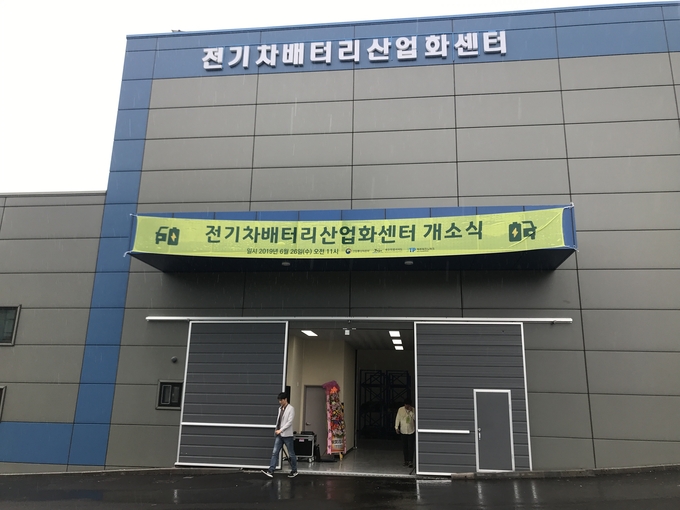 전기차배터리산업화센터
전기차배터리산업화센터 개소식
일시 2019년 6월 26일(수) 오전 11시
TP